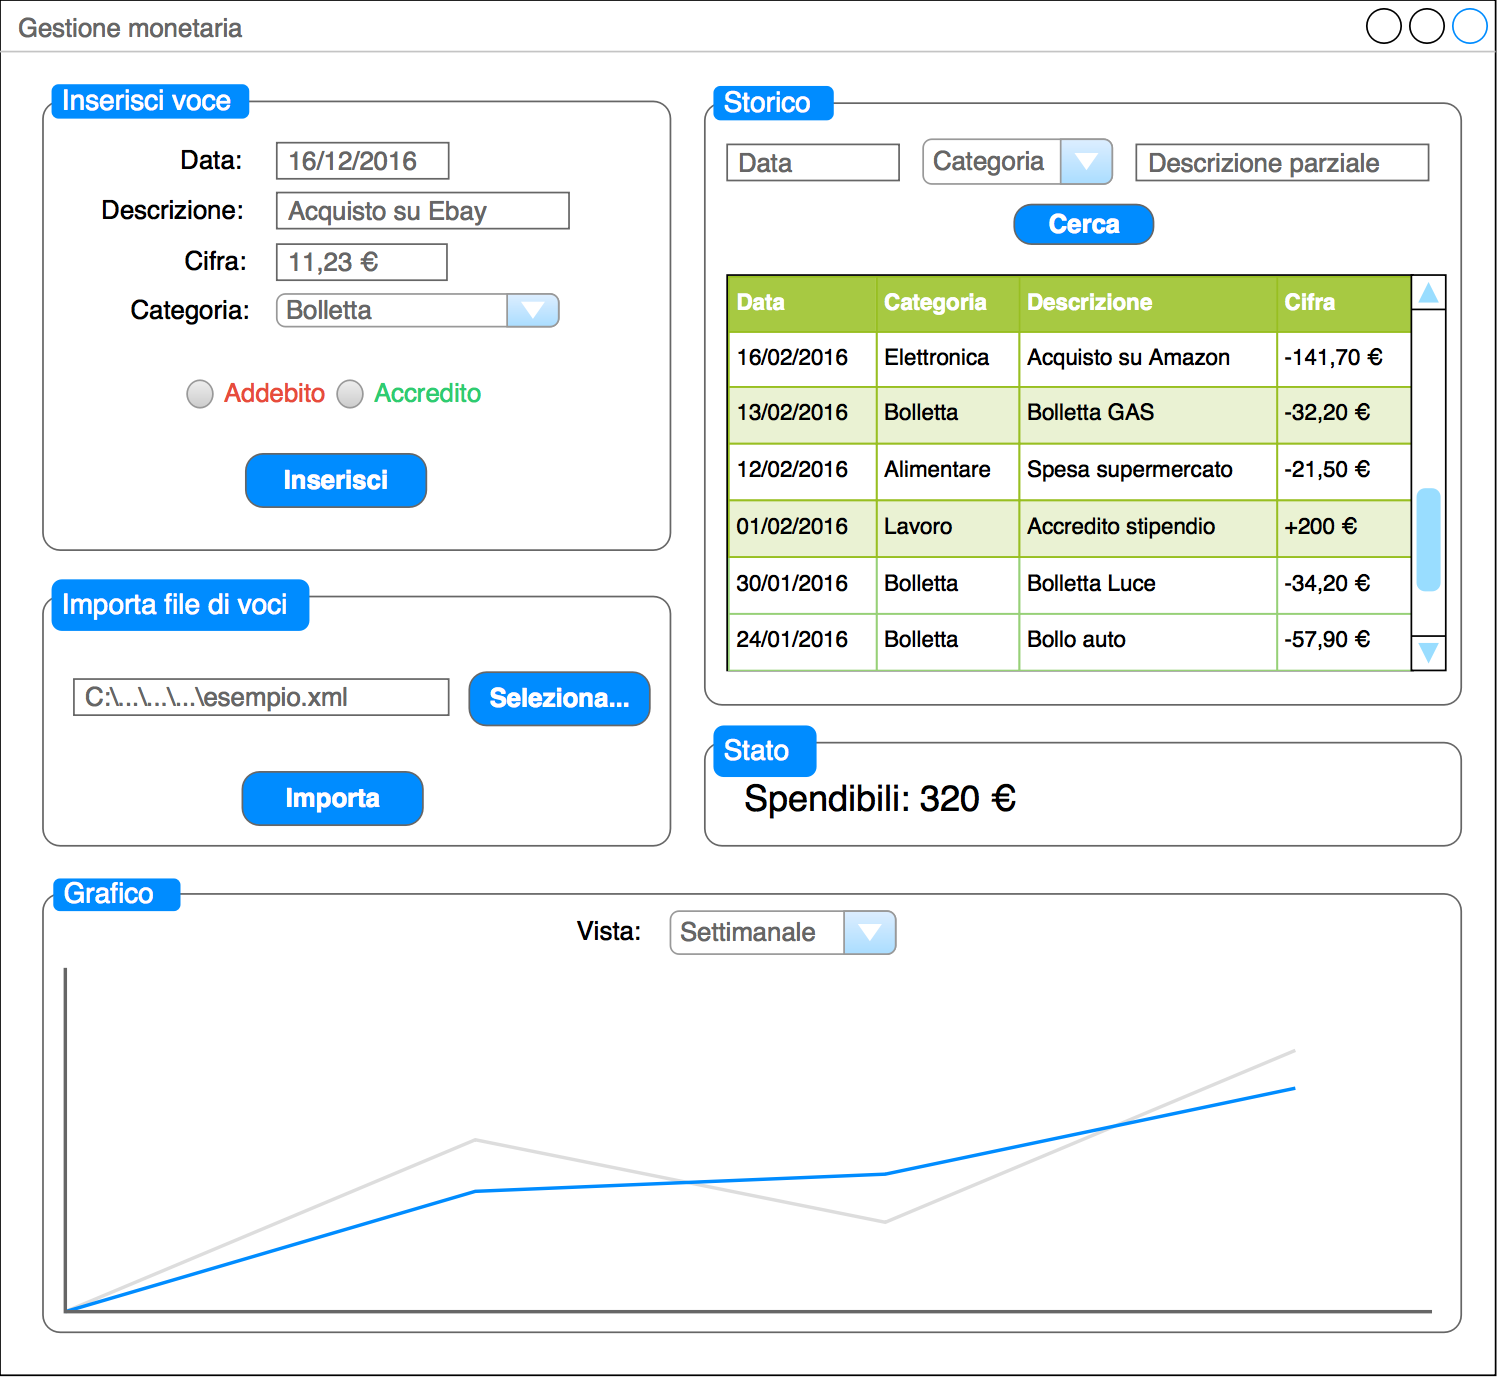 Gestione monetaria
Inserisci voce
Data: 16/12/2016
Descrizione: Acquisto su Ebay
Cifra: 11,23 €
Categoria: Bolletta
Addebito Accredito
Inserisci
Importa file di voci
C:\...\...\...\esempio.xml Seleziona...
Importa
Storico
Data Categoria Descrizione parziale
Cerca
Data Categoria Descrizione Cifra
16/02/2016 Elettronica Acquisto su Amazon -141,70 €
13/02/2016 Bolletta Bolletta GAS -32,20 €
12/02/2016 Alimentare Spesa supermercato -21,50 €
01/02/2016 Lavoro Accredito stipendio +200 €
30/01/2016 Bolletta Bolletta Luce -34,20 €
24/01/2016 Bolletta Bollo auto -57,90 €
Stato
Spendibili: 320 €
Grafico
Vista: Settimanale